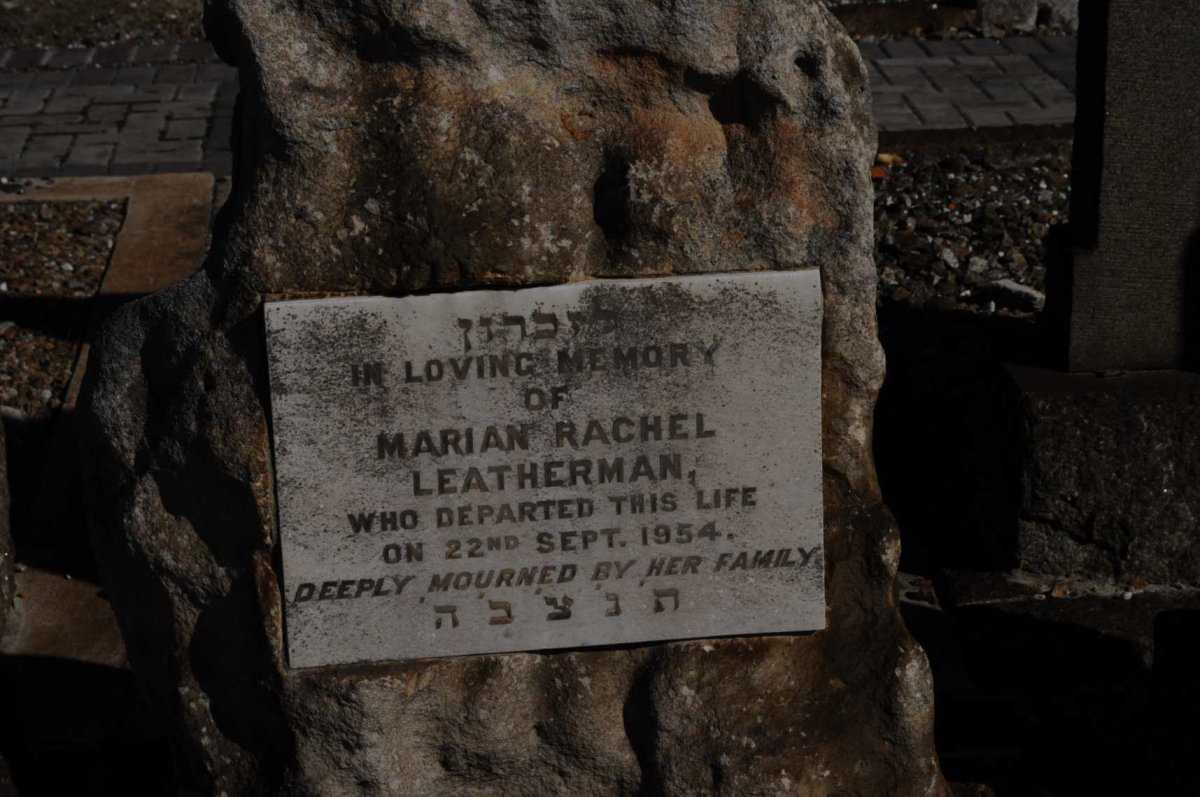 לזכרון
IN LOVING MEMORY
OF
MARIAN RACHEL
LEATHERMAN,
WHO DEPARTED THIS LIFE
ON 22ND SEPT. 1954.
DEEPLY MOURNED BY HER FAMILY.
ת נ צ ב ה